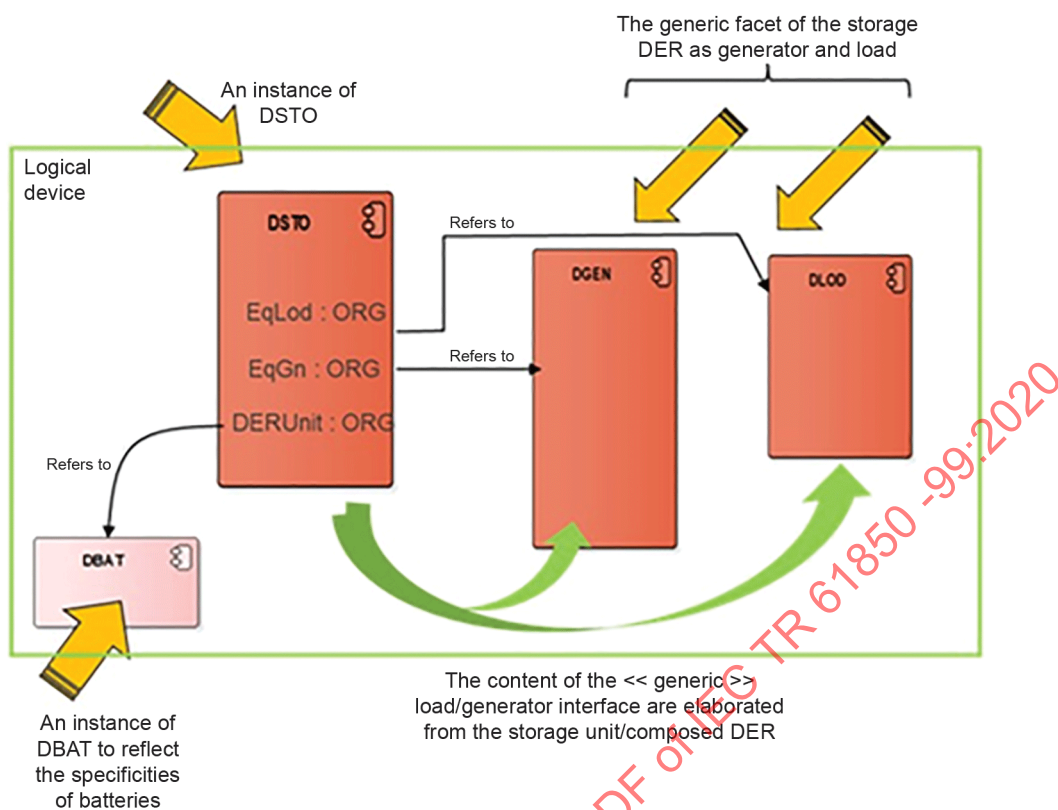 The generic facet of the storage
DER as generator and load
An instance of
DSTO
Logical
device
DSTO
EqLod : ORG
EqGn : ORG
DERUnit : ORG
Refers to
Refers to
Refers to
DGEN
DLOD
DBAT
The content of the << generic >>
load/generator interface are elaborated
from the storage unit/composed DER
An instance of
DBAT to reflect
the specificities
of batteries
DF of IEC TR 61850 -99:2020